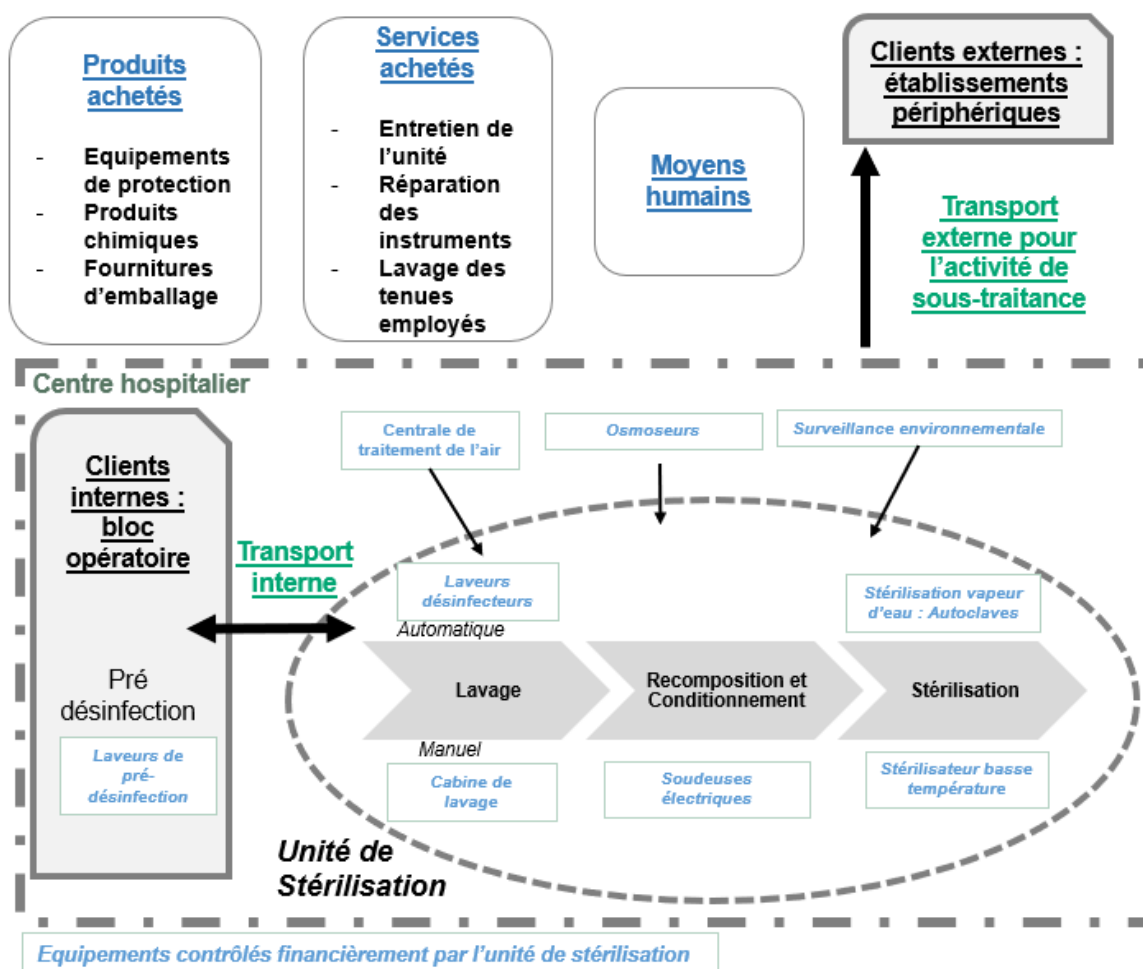 Produits
achetés
- Equipements
de protection
- Produits
chimiques
- Fournitures
d'emballage
Services
achetés
- Entretien de
l'unité
- Réparation
des
instruments
- Lavage des
tenues
employés
Moyens
humains
Clients externes :
établissements
périphériques
Transport
externe pour
l'activité de
sous-traitance
Centre hospitalier
Clients
internes :
bloc
opératoire
Pré
désinfection
Laveurs de
pré-
désinfection
Transport
interne
Centrale de
traitement de l'air
Osmoseurs
Surveillance environnementale
Laveurs
désinfecteurs
Automatique
Stérilisation vapeur
d'eau : Autoclaves
Lavage
Recomposition et
Conditionnement
Stérilisation
Manuel
Cabine de
lavage
Soudeuses
électriques
Stérilisateur basse
température
Unité de
Stérilisation
Equipements contrôlés financièrement par l'unité de stérilisation